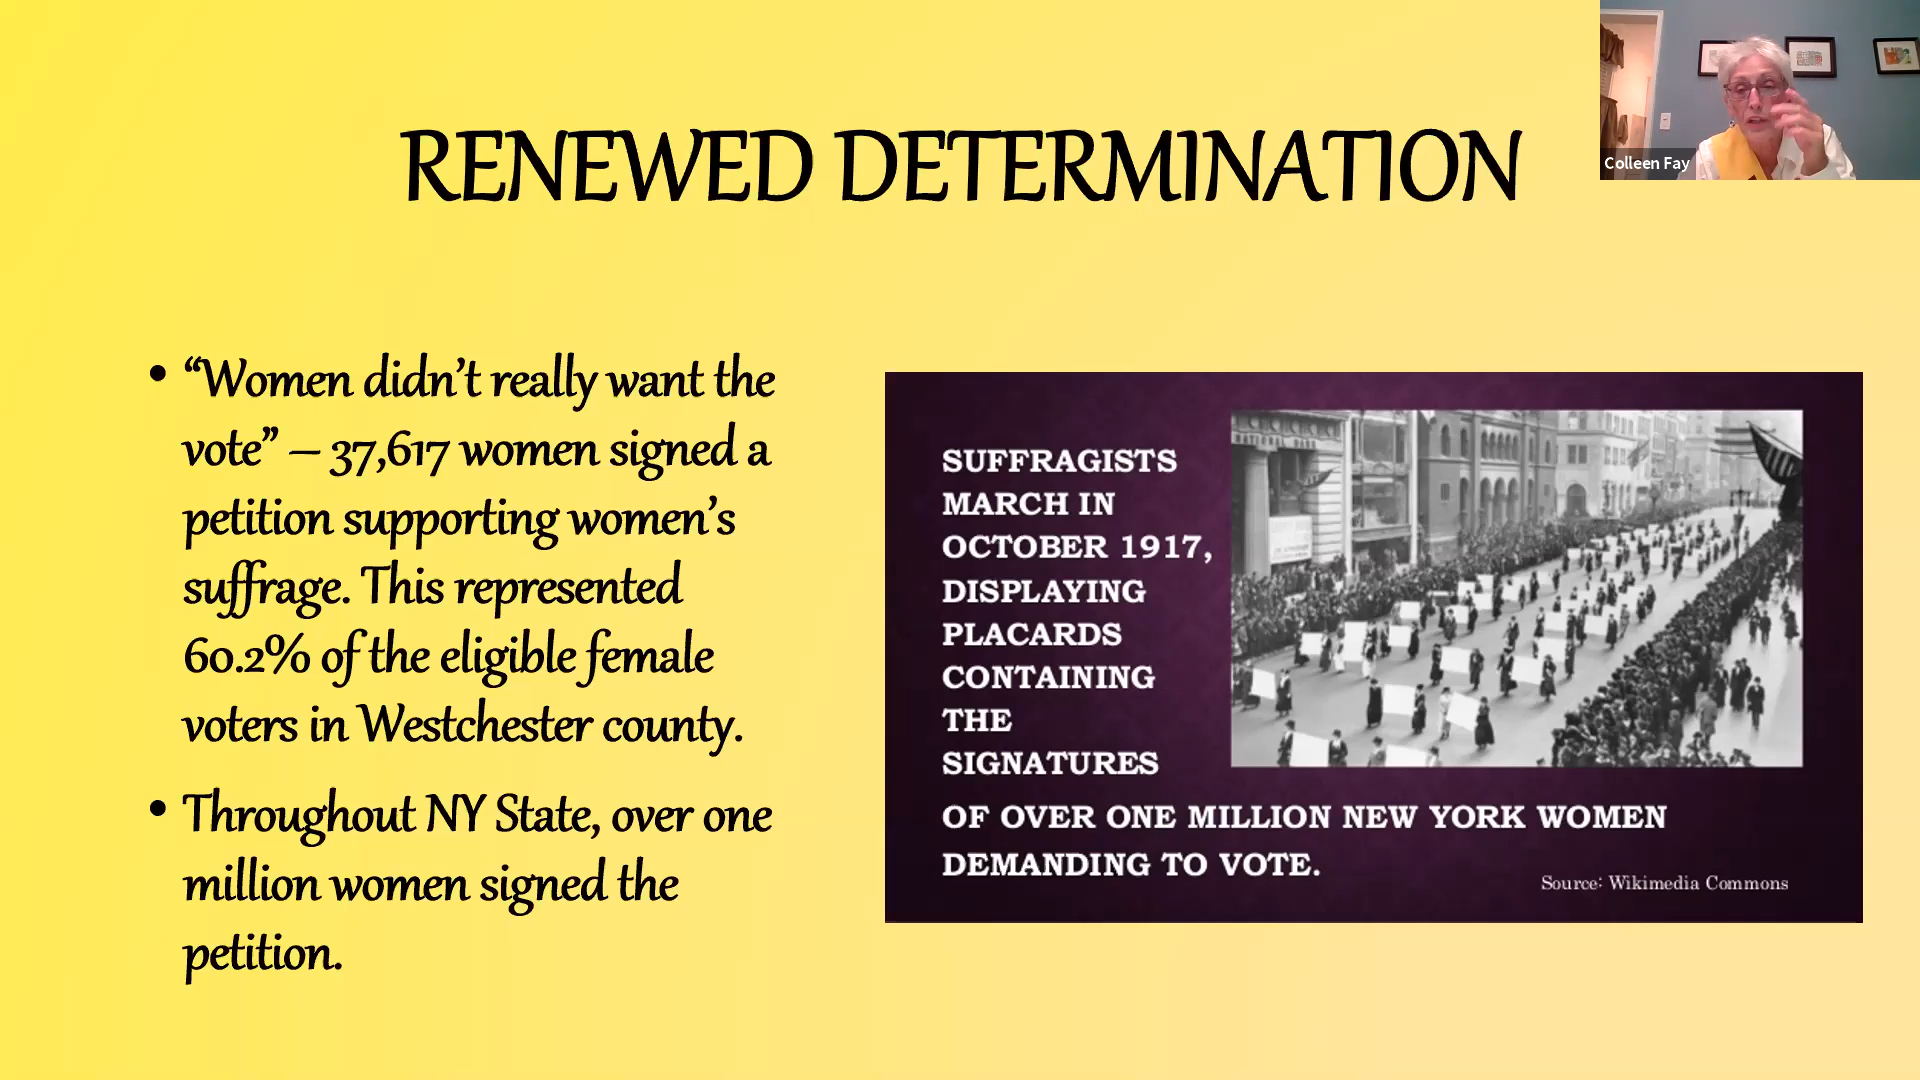 RENEWED DETERMINATION
Colleen Fay
• “Women didn’t really want the
vote” – 37,617 women signed a
petition supporting women’s
suffrage. This represented
60.2% of the eligible female
voters in Westchester county.
• Throughout NY State, over one
million women signed the
petition.
SUFFRAGISTS
MARCH IN
OCTOBER 1917,
DISPLAYING
PLACARDS
CONTAINING
THE
SIGNATURES
OF OVER ONE MILLION NEW YORK WOMEN
DEMANDING TO VOTE.
Source: Wikimedia Commons